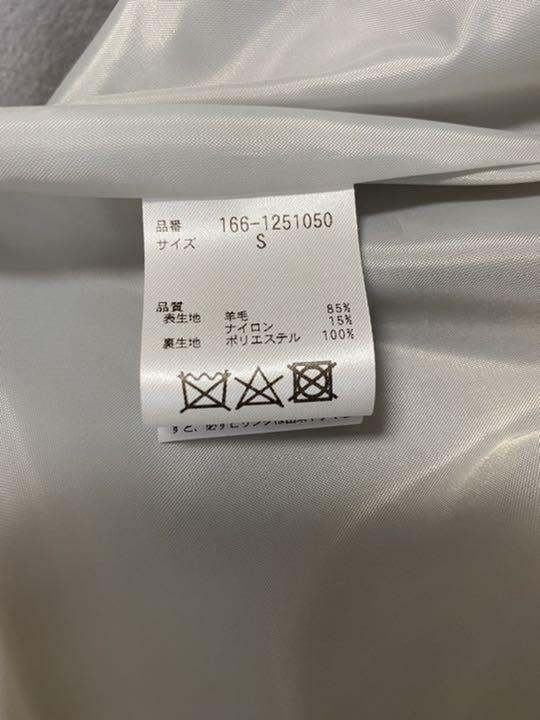 品番 166-1251050
サイズ S
品質
表生地 羊毛 85%
ナイロン 15%
裏生地 ポリエステル 100%